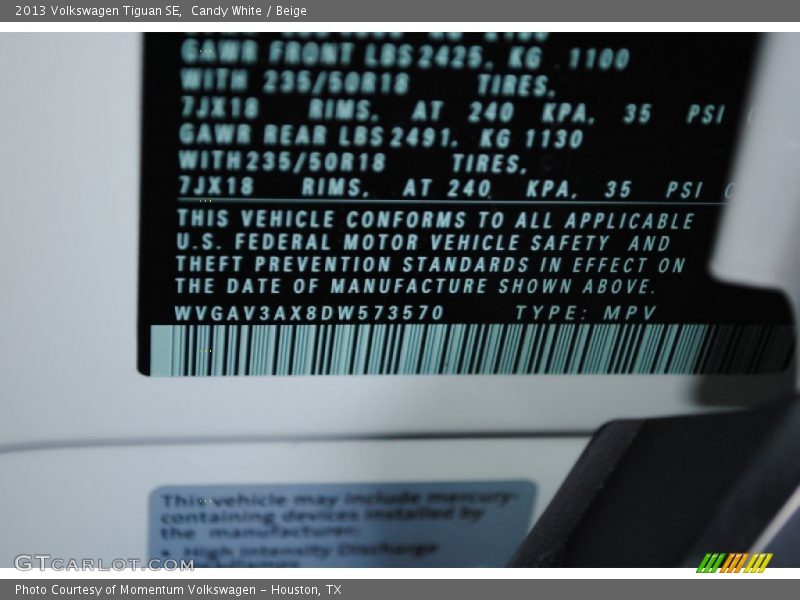 2013 Volkswagen Tiguan SE,  Candy White / Beige
GAWR FRONT LBS 2425. KG 1100
WITH 235/50R18 TIRES.
7JX18 RIMS. AT 240 KPA. 35 PSI
GAWR REAR LBS 2491. KG 1130
WITH 235/50R18 TIRES.
7JX18 RIMS. AT 240 KPA. 35 PSI
THIS VEHICLE CONFORMS TO ALL APPLICABLE
U.S. FEDERAL MOTOR VEHICLE SAFETY AND
THEFT PREVENTION STANDARDS IN EFFECT ON
THE DATE OF MANUFACTURE SHOWN ABOVE.
WVGAV3AX8DW573570 TYPE: MPV
This vehicle may include mercury-
containing devices installed by
the manufacturer:
• High Intensity Discharge
GTCARLOT.COM
Photo Courtesy of Momentum Volkswagen - Houston, TX